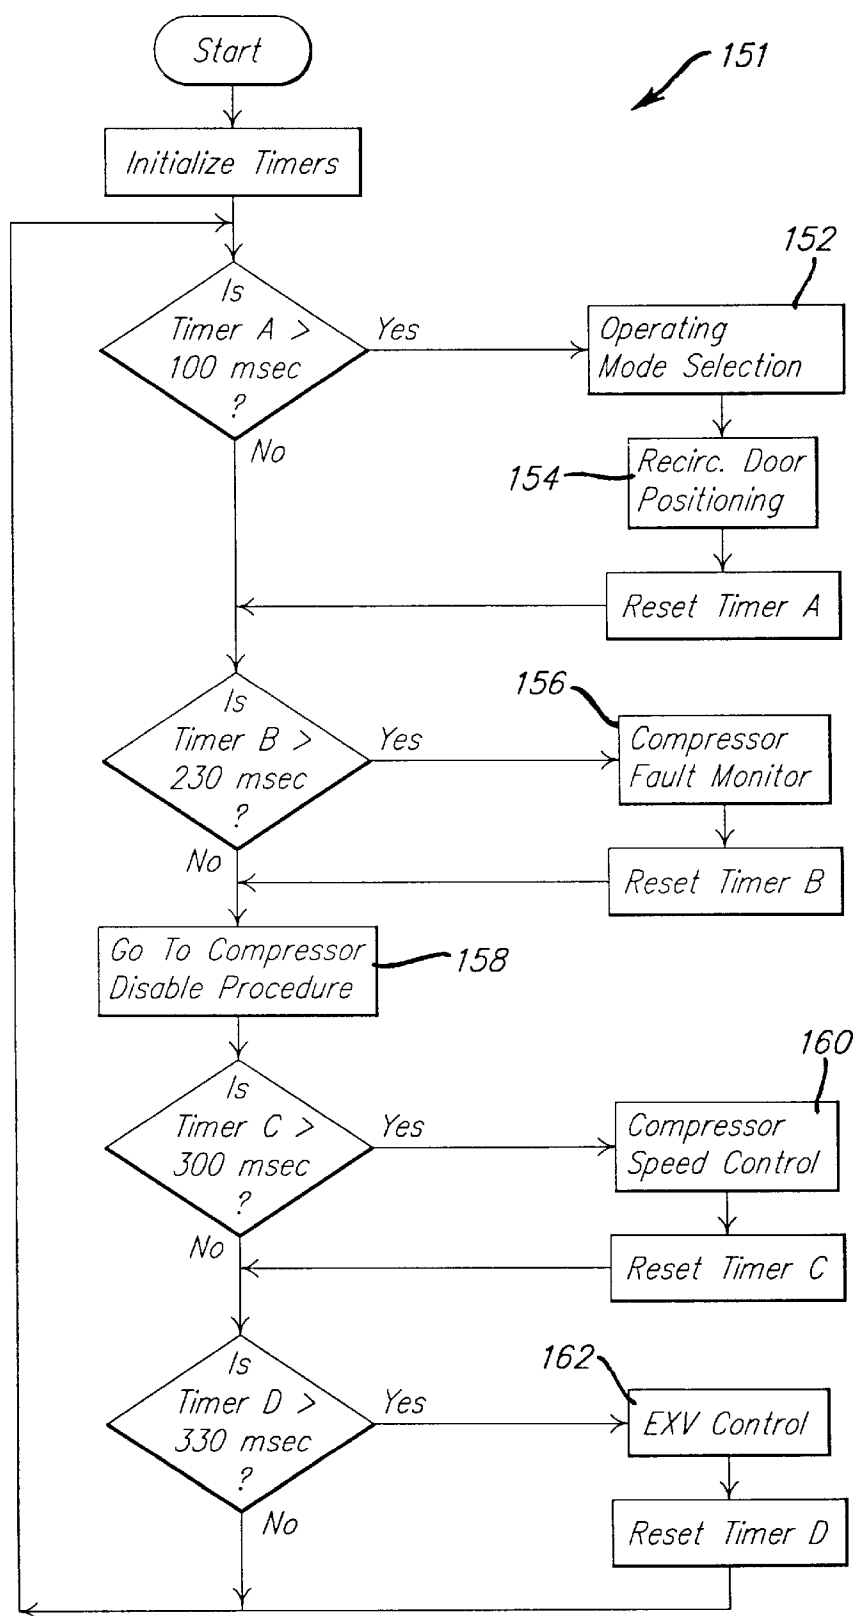 Start
151
Initialize Timers
152
Is
Timer A >
100 msec
?
Yes
No
Operating
Mode Selection
154
Recirc. Door
Positioning
Reset Timer A
156
Is
Timer B >
230 msec
?
Yes
No
Compressor
Fault Monitor
Reset Timer B
Go To Compressor
Disable Procedure
158
160
Is
Timer C >
300 msec
?
Yes
No
Compressor
Speed Control
Reset Timer C
162
Is
Timer D >
330 msec
?
Yes
No
EXV Control
Reset Timer D